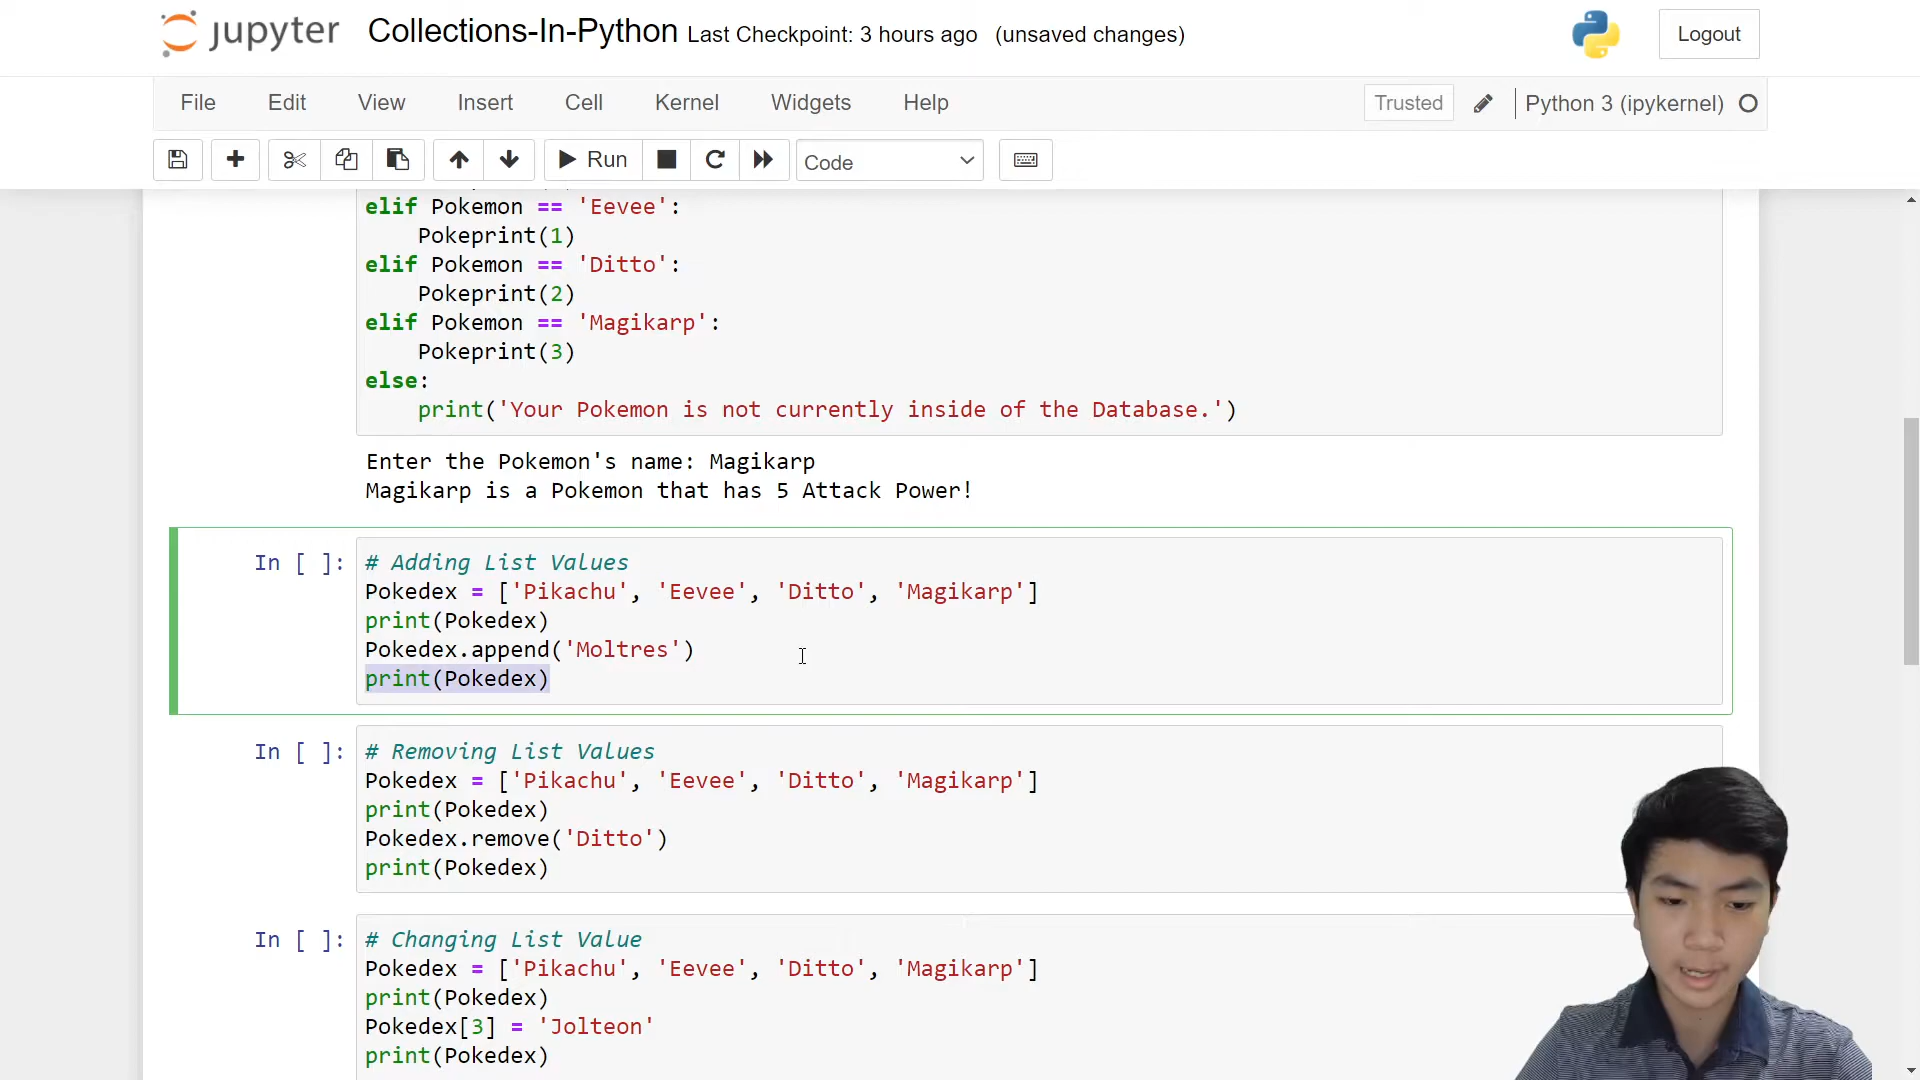 jupyter Collections-In-Python Last Checkpoint: 3 hours ago (unsaved changes) Logout
File Edit View Insert Cell Kernel Widgets Help Trusted Python 3 (ipykernel)
Run Code
elif Pokemon == 'Eevee':
    Pokeprint(1)
elif Pokemon == 'Ditto':
    Pokeprint(2)
elif Pokemon == 'Magikarp':
    Pokeprint(3)
else:
    print('Your Pokemon is not currently inside of the Database.')
Enter the Pokemon's name: Magikarp
Magikarp is a Pokemon that has 5 Attack Power!
In [ ]: # Adding List Values
Pokedex = ['Pikachu', 'Eevee', 'Ditto', 'Magikarp']
print(Pokedex)
Pokedex.append('Moltres')
print(Pokedex)
In [ ]: # Removing List Values
Pokedex = ['Pikachu', 'Eevee', 'Ditto', 'Magikarp']
print(Pokedex)
Pokedex.remove('Ditto')
print(Pokedex)
In [ ]: # Changing List Value
Pokedex = ['Pikachu', 'Eevee', 'Ditto', 'Magikarp']
print(Pokedex)
Pokedex[3] = 'Jolteon'
print(Pokedex)